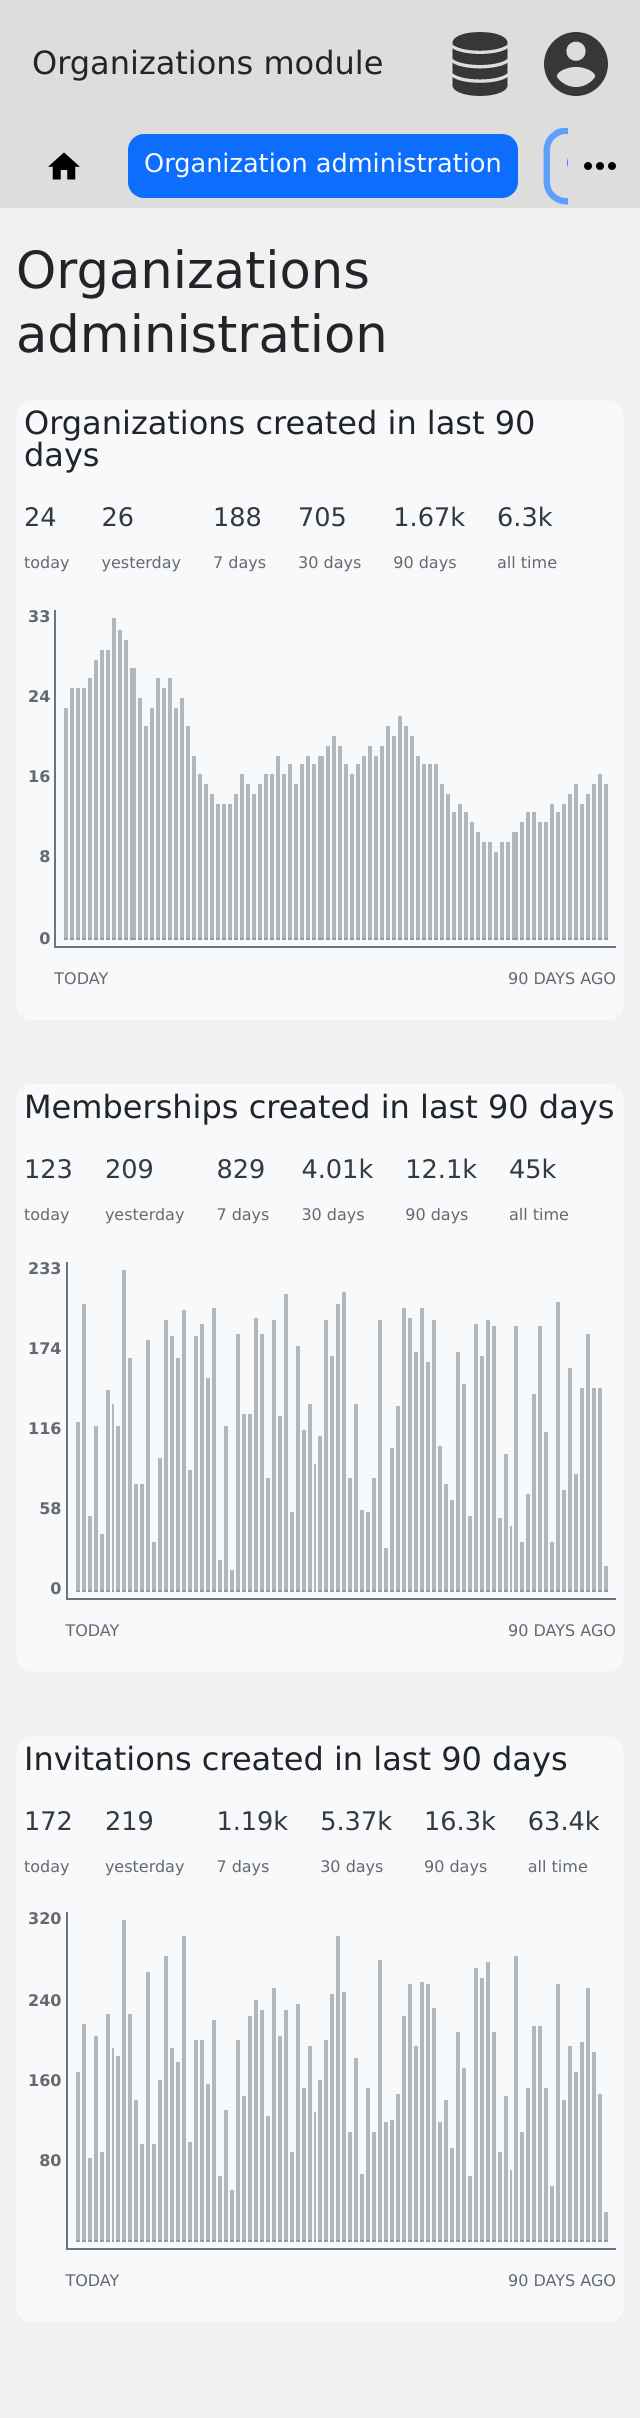 Organizations module
Organization administration
Organizations
administration
Organizations created in last 90
days
24 26 188 705 1.67k 6.3k
today yesterday 7 days 30 days 90 days all time
33
24
16
8
0
TODAY 90 DAYS AGO
Memberships created in last 90 days
123 209 829 4.01k 12.1k 45k
today yesterday 7 days 30 days 90 days all time
233
174
116
58
0
TODAY 90 DAYS AGO
Invitations created in last 90 days
172 219 1.19k 5.37k 16.3k 63.4k
today yesterday 7 days 30 days 90 days all time
320
240
160
80
TODAY 90 DAYS AGO